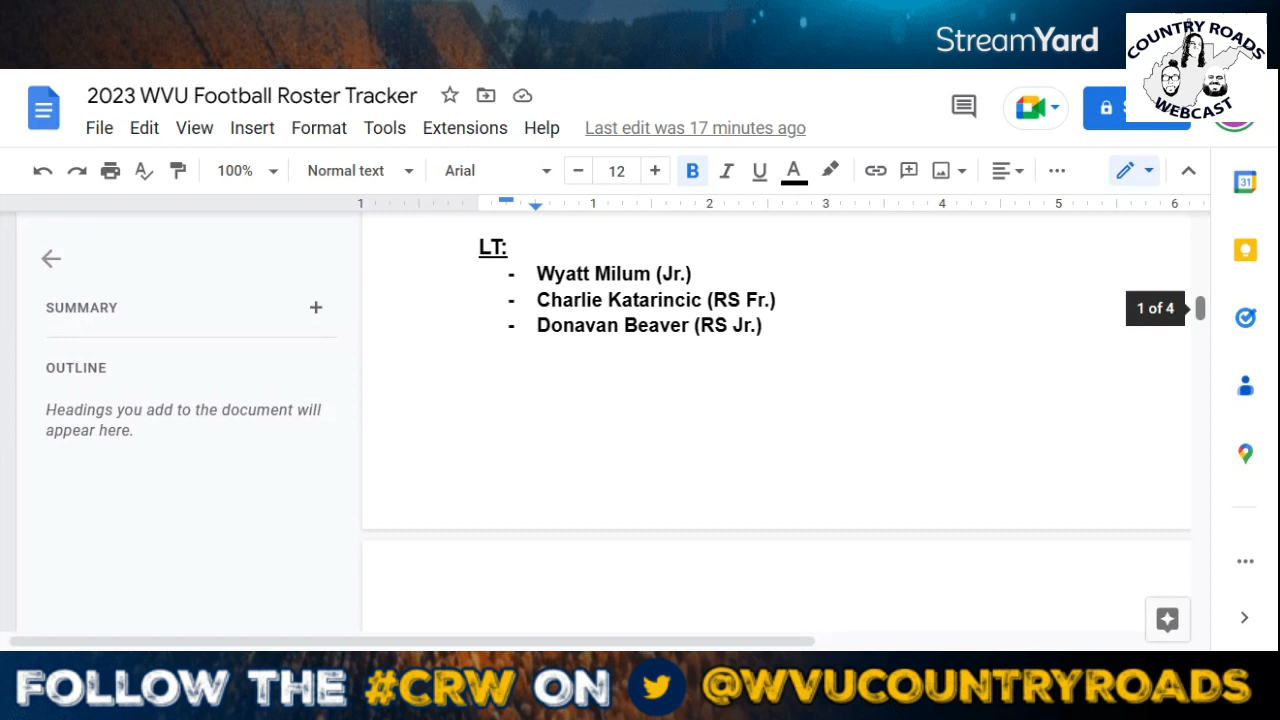 StreamYard
COUNTRY ROADS
WEBCAST
2023 WVU Football Roster Tracker
File Edit View Insert Format Tools Extensions Help Last edit was 17 minutes ago
100% Normal text Arial 12 B I U A
1 1 2 3 4 5 6
31
LT:
- Wyatt Milum (Jr.)
- Charlie Katarincic (RS Fr.)
- Donavan Beaver (RS Jr.)
SUMMARY
1 of 4
OUTLINE
Headings you add to the document will
appear here.
FOLLOW THE #CRW ON @WVUCOUNTRYROADS